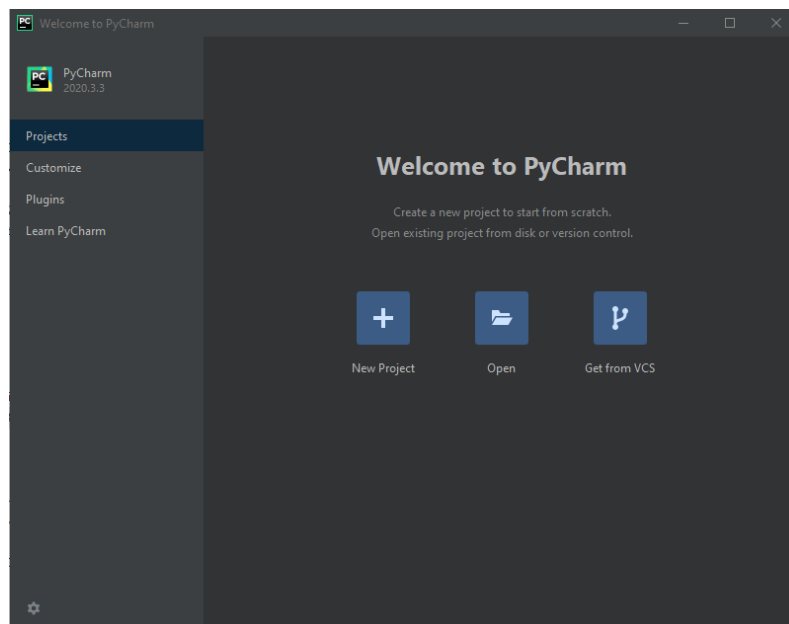 Welcome to PyCharm
PC
PyCharm
2020.3.3
Projects
Customize
Plugins
Learn PyCharm
Welcome to PyCharm
Create a new project to start from scratch.
Open existing project from disk or version control.
New Project
Open
Get from VCS